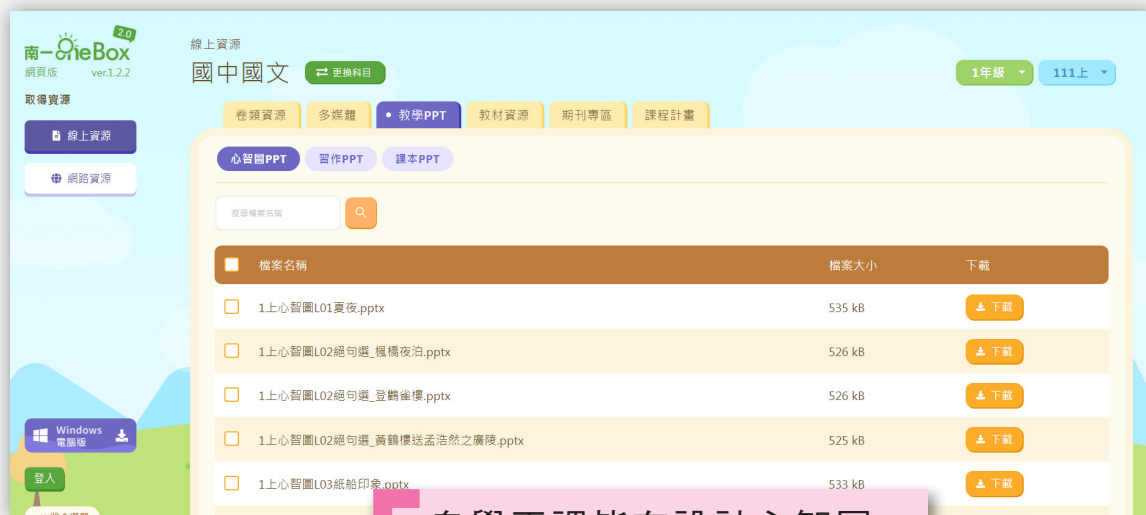 南一OneBox 2.0
網頁版 ver.1.2.2
取得資源
線上資源
網路資源
Windows
電腦版
登入
線上資源
國中國文
更換科目
1年級
111上
卷類資源
多媒體
• 教學PPT
教材資源
期刊專區
課程計畫
心智圖PPT
習作PPT
課本PPT
搜尋檔案名稱
檔案名稱 檔案大小 下載
1上心智圖L01夏夜.pptx 535 kB 下載
1上心智圖L02絕句選_楓橋夜泊.pptx 526 kB 下載
1上心智圖L02絕句選_登鸛雀樓.pptx 526 kB 下載
1上心智圖L02絕句選_黃鶴樓送孟浩然之廣陵.pptx 525 kB 下載
1上心智圖L03紙船印象.pptx 533 kB 下載